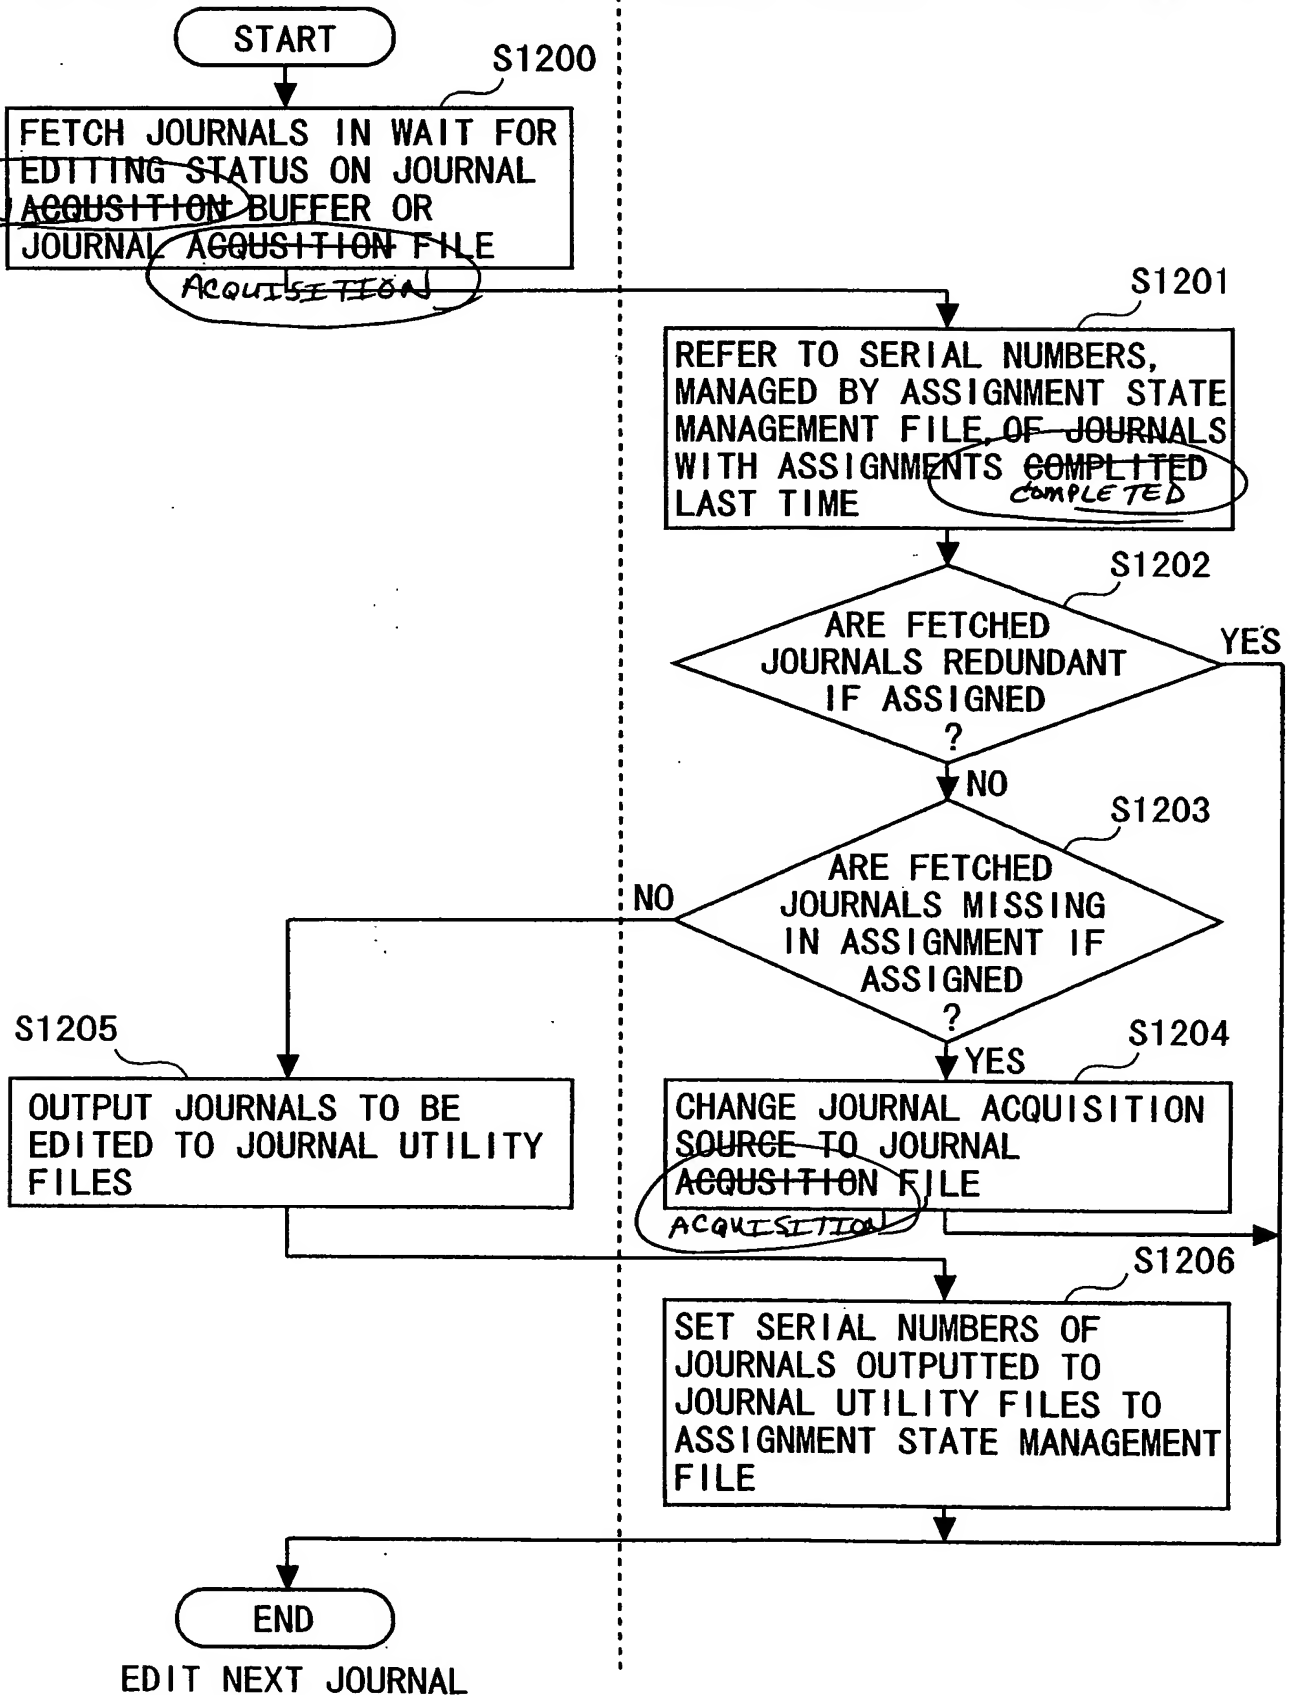 START
S1200
FETCH JOURNALS IN WAIT FOR
EDITING STATUS ON JOURNAL
ACQUSITION BUFFER OR
JOURNAL ACQUSITION FILE
ACQUISITION
S1201
REFER TO SERIAL NUMBERS,
MANAGED BY ASSIGNMENT STATE
MANAGEMENT FILE, OF JOURNALS
WITH ASSIGNMENTS COMPLITED
COMPLETED
LAST TIME
S1202
ARE FETCHED
JOURNALS REDUNDANT
IF ASSIGNED
?
YES
NO
S1203
ARE FETCHED
JOURNALS MISSING
IN ASSIGNMENT IF
ASSIGNED
?
NO
YES
S1204
CHANGE JOURNAL ACQUISITION
SOURCE TO JOURNAL
ACQUSITION FILE
ACQUISITION
S1205
OUTPUT JOURNALS TO BE
EDITED TO JOURNAL UTILITY
FILES
S1206
SET SERIAL NUMBERS OF
JOURNALS OUTPUTTED TO
JOURNAL UTILITY FILES TO
ASSIGNMENT STATE MANAGEMENT
FILE
END
EDIT NEXT JOURNAL